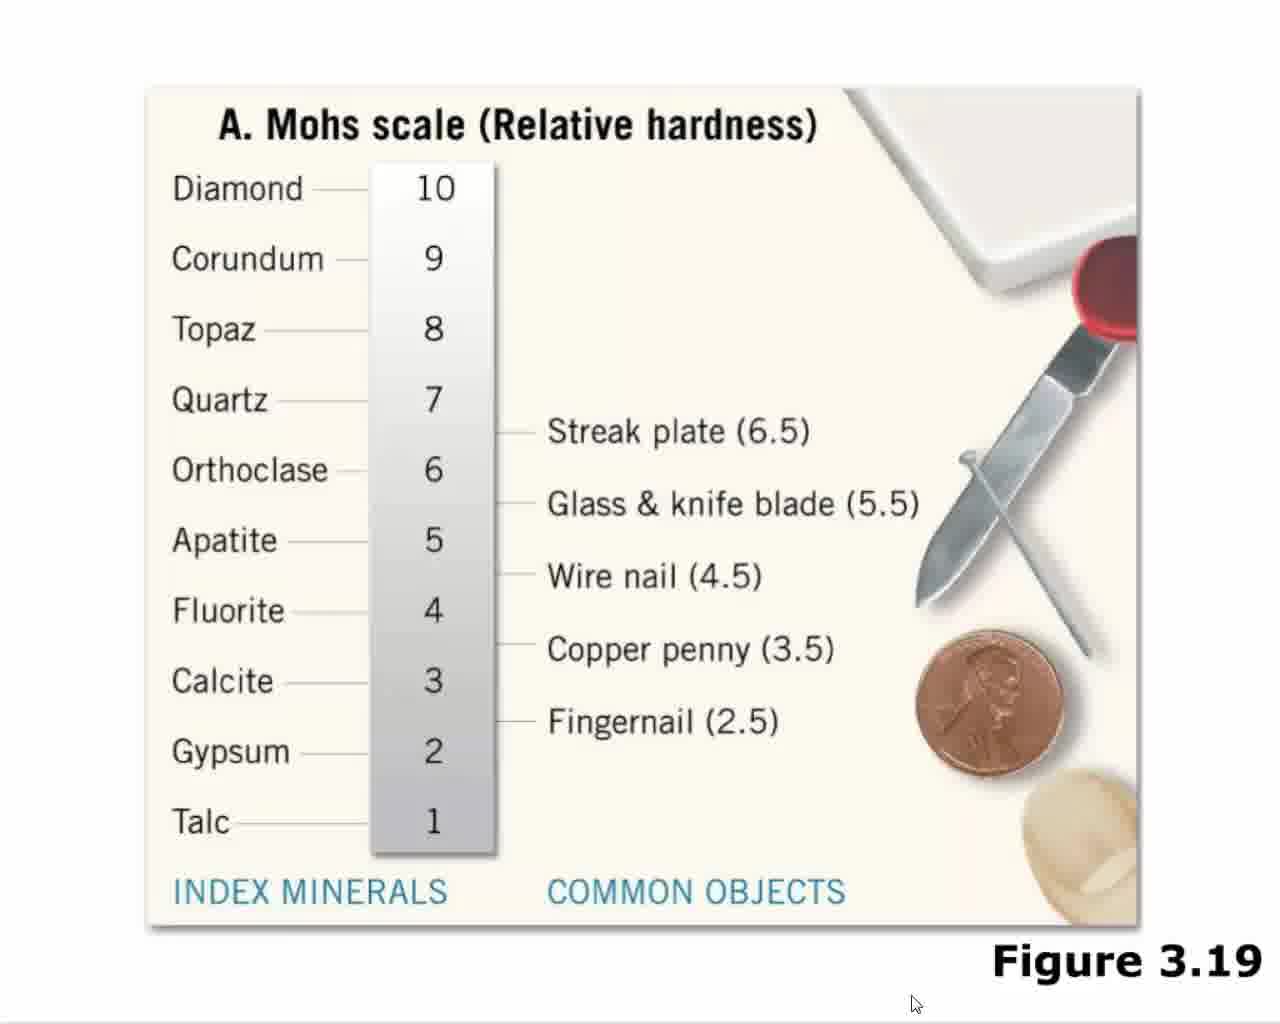 A. Mohs scale (Relative hardness)
Diamond 10
Corundum 9
Topaz 8
Quartz 7
Streak plate (6.5)
Orthoclase 6
Glass & knife blade (5.5)
Apatite 5
Wire nail (4.5)
Fluorite 4
Copper penny (3.5)
Calcite 3
Fingernail (2.5)
Gypsum 2
Talc 1
INDEX MINERALS COMMON OBJECTS
Figure 3.19